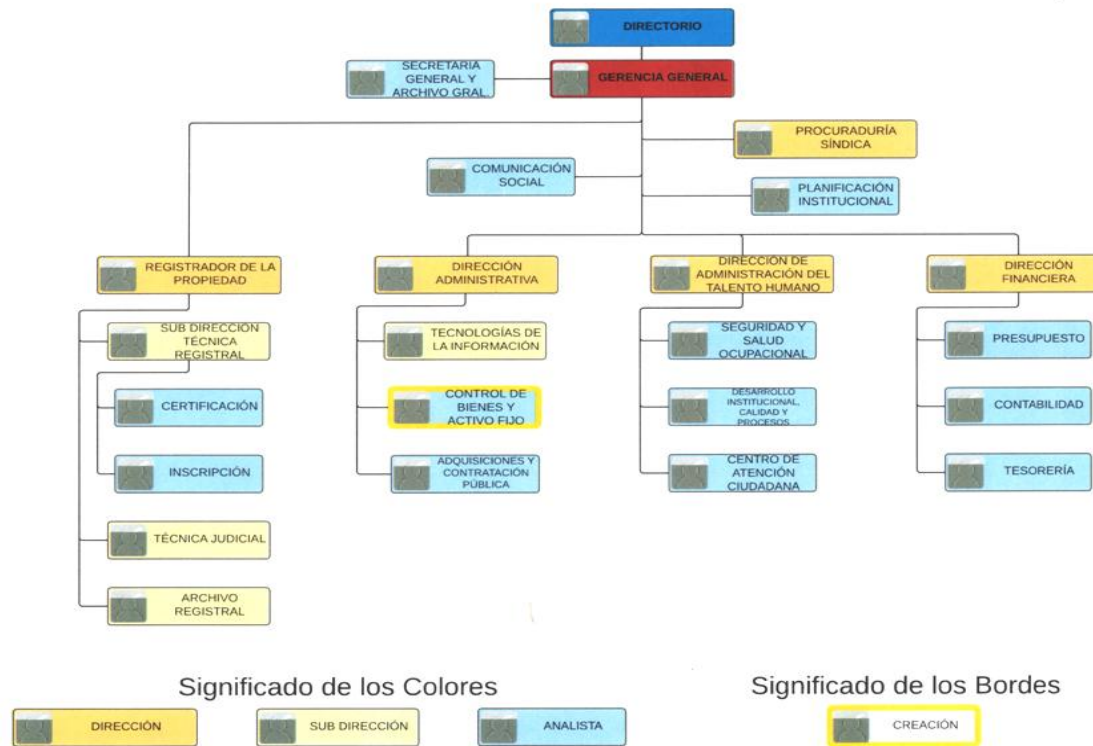 DIRECTORIO
SECRETARIA
GENERAL Y
ARCHIVO GRAL.
GERENCIA GENERAL
PROCURADURÍA
SÍNDICA
COMUNICACIÓN
SOCIAL
PLANIFICACIÓN
INSTITUCIONAL
REGISTRADOR DE LA
PROPIEDAD
DIRECCIÓN
ADMINISTRATIVA
DIRECCIÓN DE
ADMINISTRACIÓN DEL
TALENTO HUMANO
DIRECCIÓN
FINANCIERA
SUB DIRECCIÓN
TÉCNICA
REGISTRAL
TECNOLOGÍAS DE
LA INFORMACIÓN
SEGURIDAD Y
SALUD
OCUPACIONAL
PRESUPUESTO
CERTIFICACIÓN
CONTROL DE
BIENES Y
ACTIVO FIJO
DESARROLLO
INSTITUCIONAL,
CALIDAD Y
PROCESOS
CONTABILIDAD
INSCRIPCIÓN
ADQUISICIONES Y
CONTRATACIÓN
PÚBLICA
CENTRO DE
ATENCIÓN
CIUDADANA
TESORERÍA
TÉCNICA JUDICIAL
ARCHIVO
REGISTRAL
Significado de los Colores
Significado de los Bordes
DIRECCIÓN
SUB DIRECCIÓN
ANALISTA
CREACIÓN